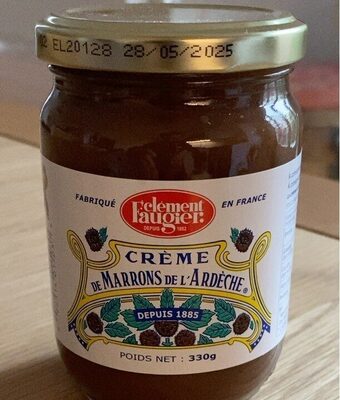 2 EL20128 28/05/2025
Clément
Faugier
DEPUIS 1882
FABRIQUÉ EN FRANCE
CRÈME
DE MARRONS DE L'ARDÈCHE®
DEPUIS 1885
POIDS NET : 330g